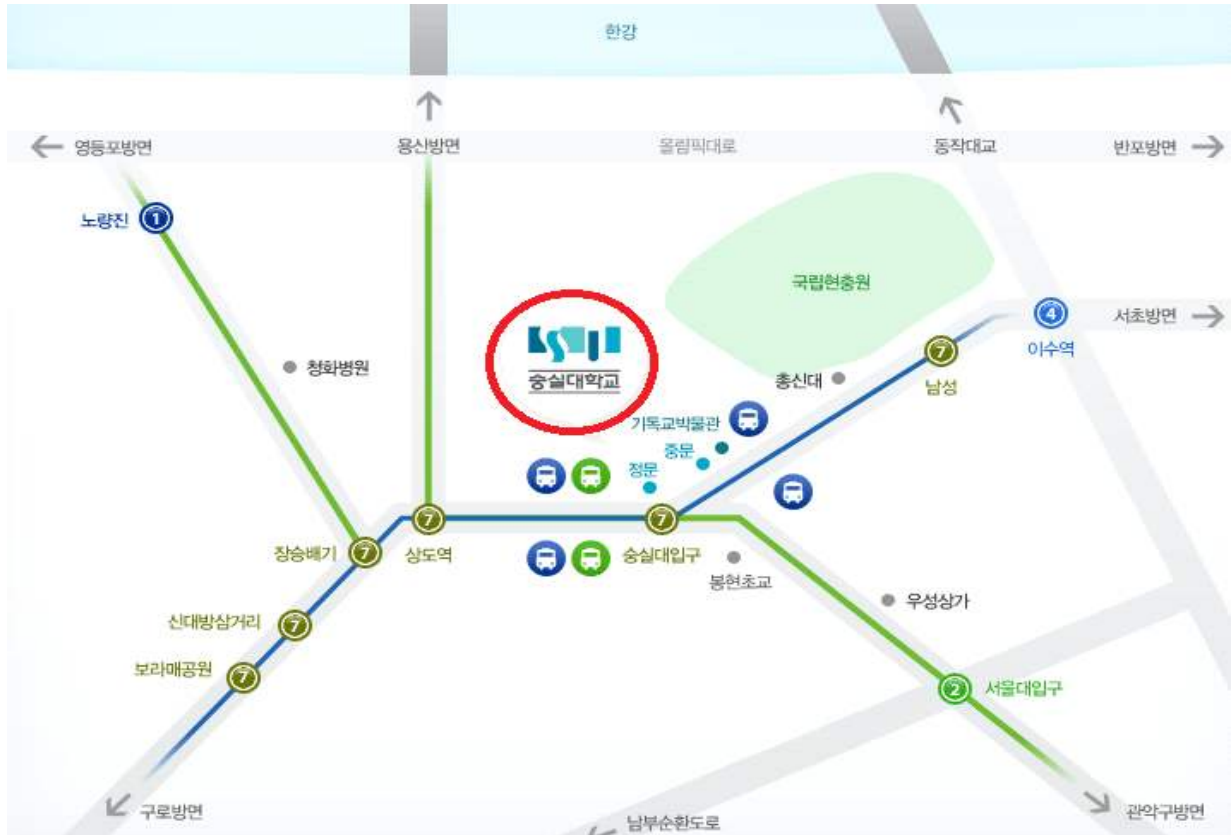 한강
영등포방면
용산방면
올림픽대로
동작대교
반포방면
노량진 1
국립현충원
4
서초방면
이수역
숭실대학교
청화병원
총신대
7
남성
기독교박물관
중문
정문
7
7
장승배기 7
상도역
숭실대입구
봉현초교
우성상가
신대방삼거리 7
보라매공원 7
2 서울대입구
구로방면
남부순환도로
관악구방면